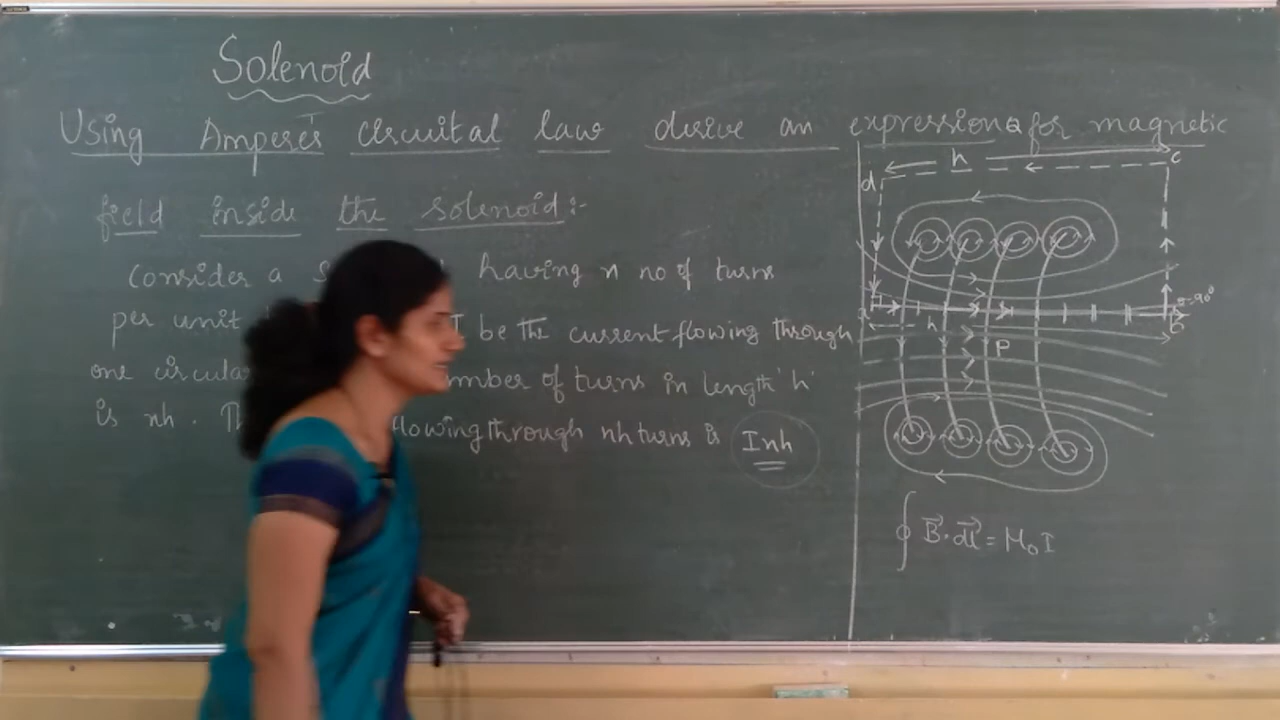 Solenoid
Using Ampere's circuital law derive an expression for magnetic
field inside the solenoid:-
Consider a having n no of turns
per unit I be the current flowing through
one mber of turns in length 'h'
is nh. flowing through nh turns is Inh
h
c
d
a
h
θ=90°
b
P
∮ B⃗·dl⃗ = μ₀I